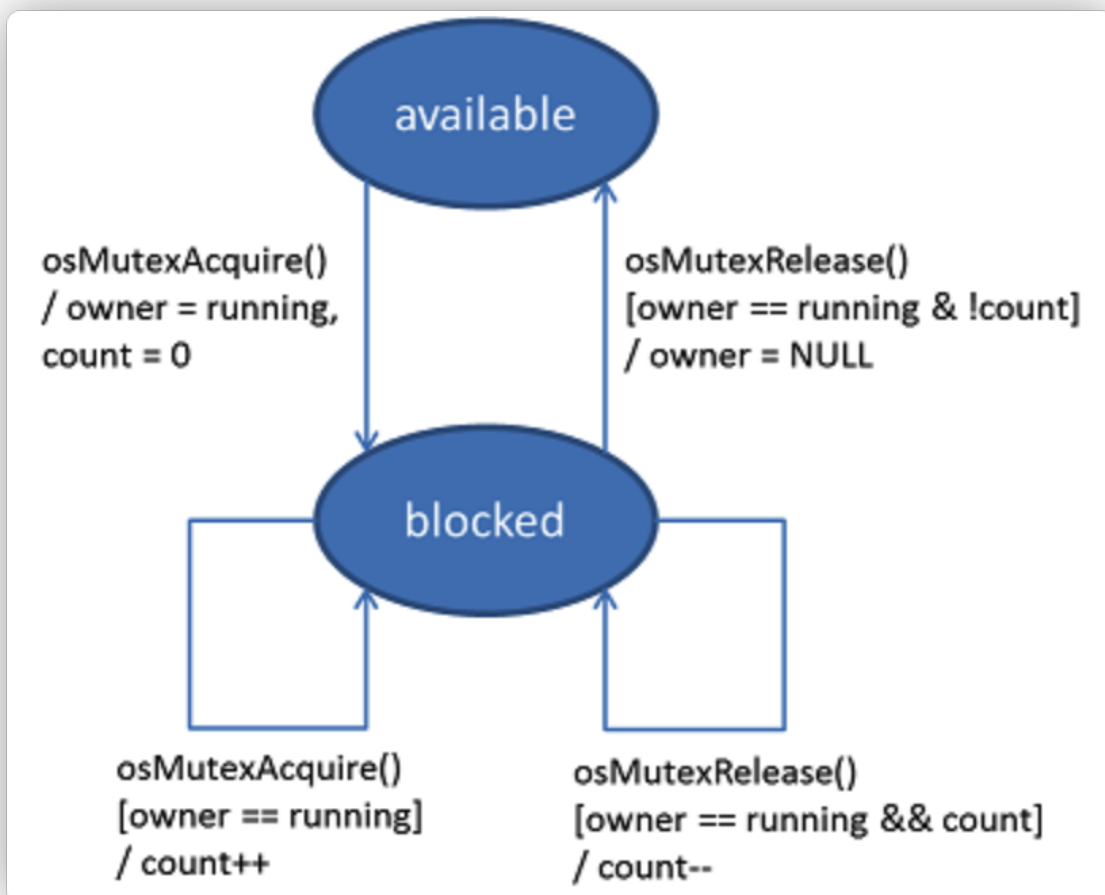 available
osMutexAcquire()
/ owner = running,
count = 0
osMutexRelease()
[owner == running & !count]
/ owner = NULL
blocked
osMutexAcquire()
[owner == running]
/ count++
osMutexRelease()
[owner == running && count]
/ count--